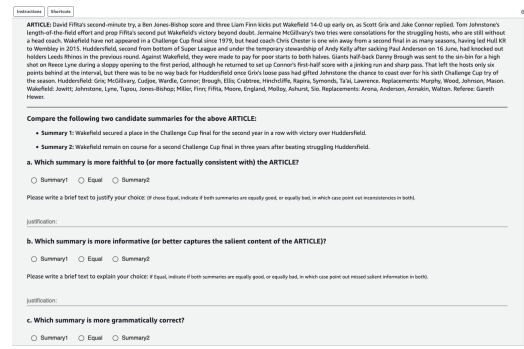 Instructions Shortcuts
ARTICLE: David Fifita's second-minute try, a Ben Jones-Bishop score and three Liam Finn kicks put Wakefield 14-0 up early on, as Scott Grix and Jake Connor replied. Tom Johnstone's
length-of-the-field effort and prop Fifita's second put Wakefield's victory beyond doubt. Jermaine McGillvary's two tries were consolations for the struggling hosts, who are still without
a head coach. Wakefield have not appeared in a Challenge Cup final since 1979, but head coach Chris Chester is one win away from a second final in as many seasons, having led Hull KR
to Wembley in 2015. Huddersfield, second from bottom of Super League and under the temporary stewardship of Andy Kelly after sacking Paul Anderson on 16 June, had knocked out
holders Leeds Rhinos in the previous round. Against Wakefield, they were made to pay for poor starts to both halves. Giants half-back Danny Brough was sent to the sin-bin for a high
shot on Reece Lyne during a sloppy opening to the first period, although he returned to set up Connor's first-half score with a jinking run and sharp pass. That left the hosts only six
points behind at the interval, but there was to be no way back for Huddersfield once Grix's loose pass had gifted Johnstone the chance to coast over for his sixth Challenge Cup try of
the season. Huddersfield: Grix; McGillvary, Cudjoe, Wardle, Connor; Brough, Ellis; Crabtree, Hinchcliffe, Rapira, Symonds, Ta'ai, Lawrence. Replacements: Murphy, Wood, Johnson, Mason.
Wakefield: Jowitt; Johnstone, Lyne, Tupou, Jones-Bishop; Miller, Finn; Fifita, Moore, England, Molloy, Ashurst, Sio. Replacements: Arona, Anderson, Annakin, Walton. Referee: Gareth
Hewer.
Compare the following two candidate summaries for the above ARTICLE:
• Summary 1: Wakefield secured a place in the Challenge Cup final for the second year in a row with victory over Huddersfield.
• Summary 2: Wakefield remain on course for a second Challenge Cup final in three years after beating struggling Huddersfield.
a. Which summary is more faithful to (or more factually consistent with) the ARTICLE?
Summary1 Equal Summary2
Please write a brief text to justify your choice: (If chose Equal, indicate if both summaries are equally good, or equally bad, in which case point out inconsistencies in both).
justification:
b. Which summary is more informative (or better captures the salient content of the ARTICLE)?
Summary1 Equal Summary2
Please write a brief text to explain your choice: If Equal, indicate if both summaries are equally good, or equally bad, in which case point out missed salient information in both).
justification:
c. Which summary is more grammatically correct?
Summary1 Equal Summary2